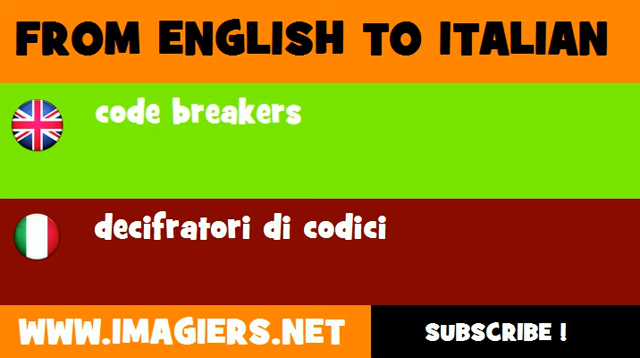 FROM ENGLISH TO ITALIAN
code breakers
decifratori di codici
WWW.IMAGIERS.NET
SUBSCRIBE !